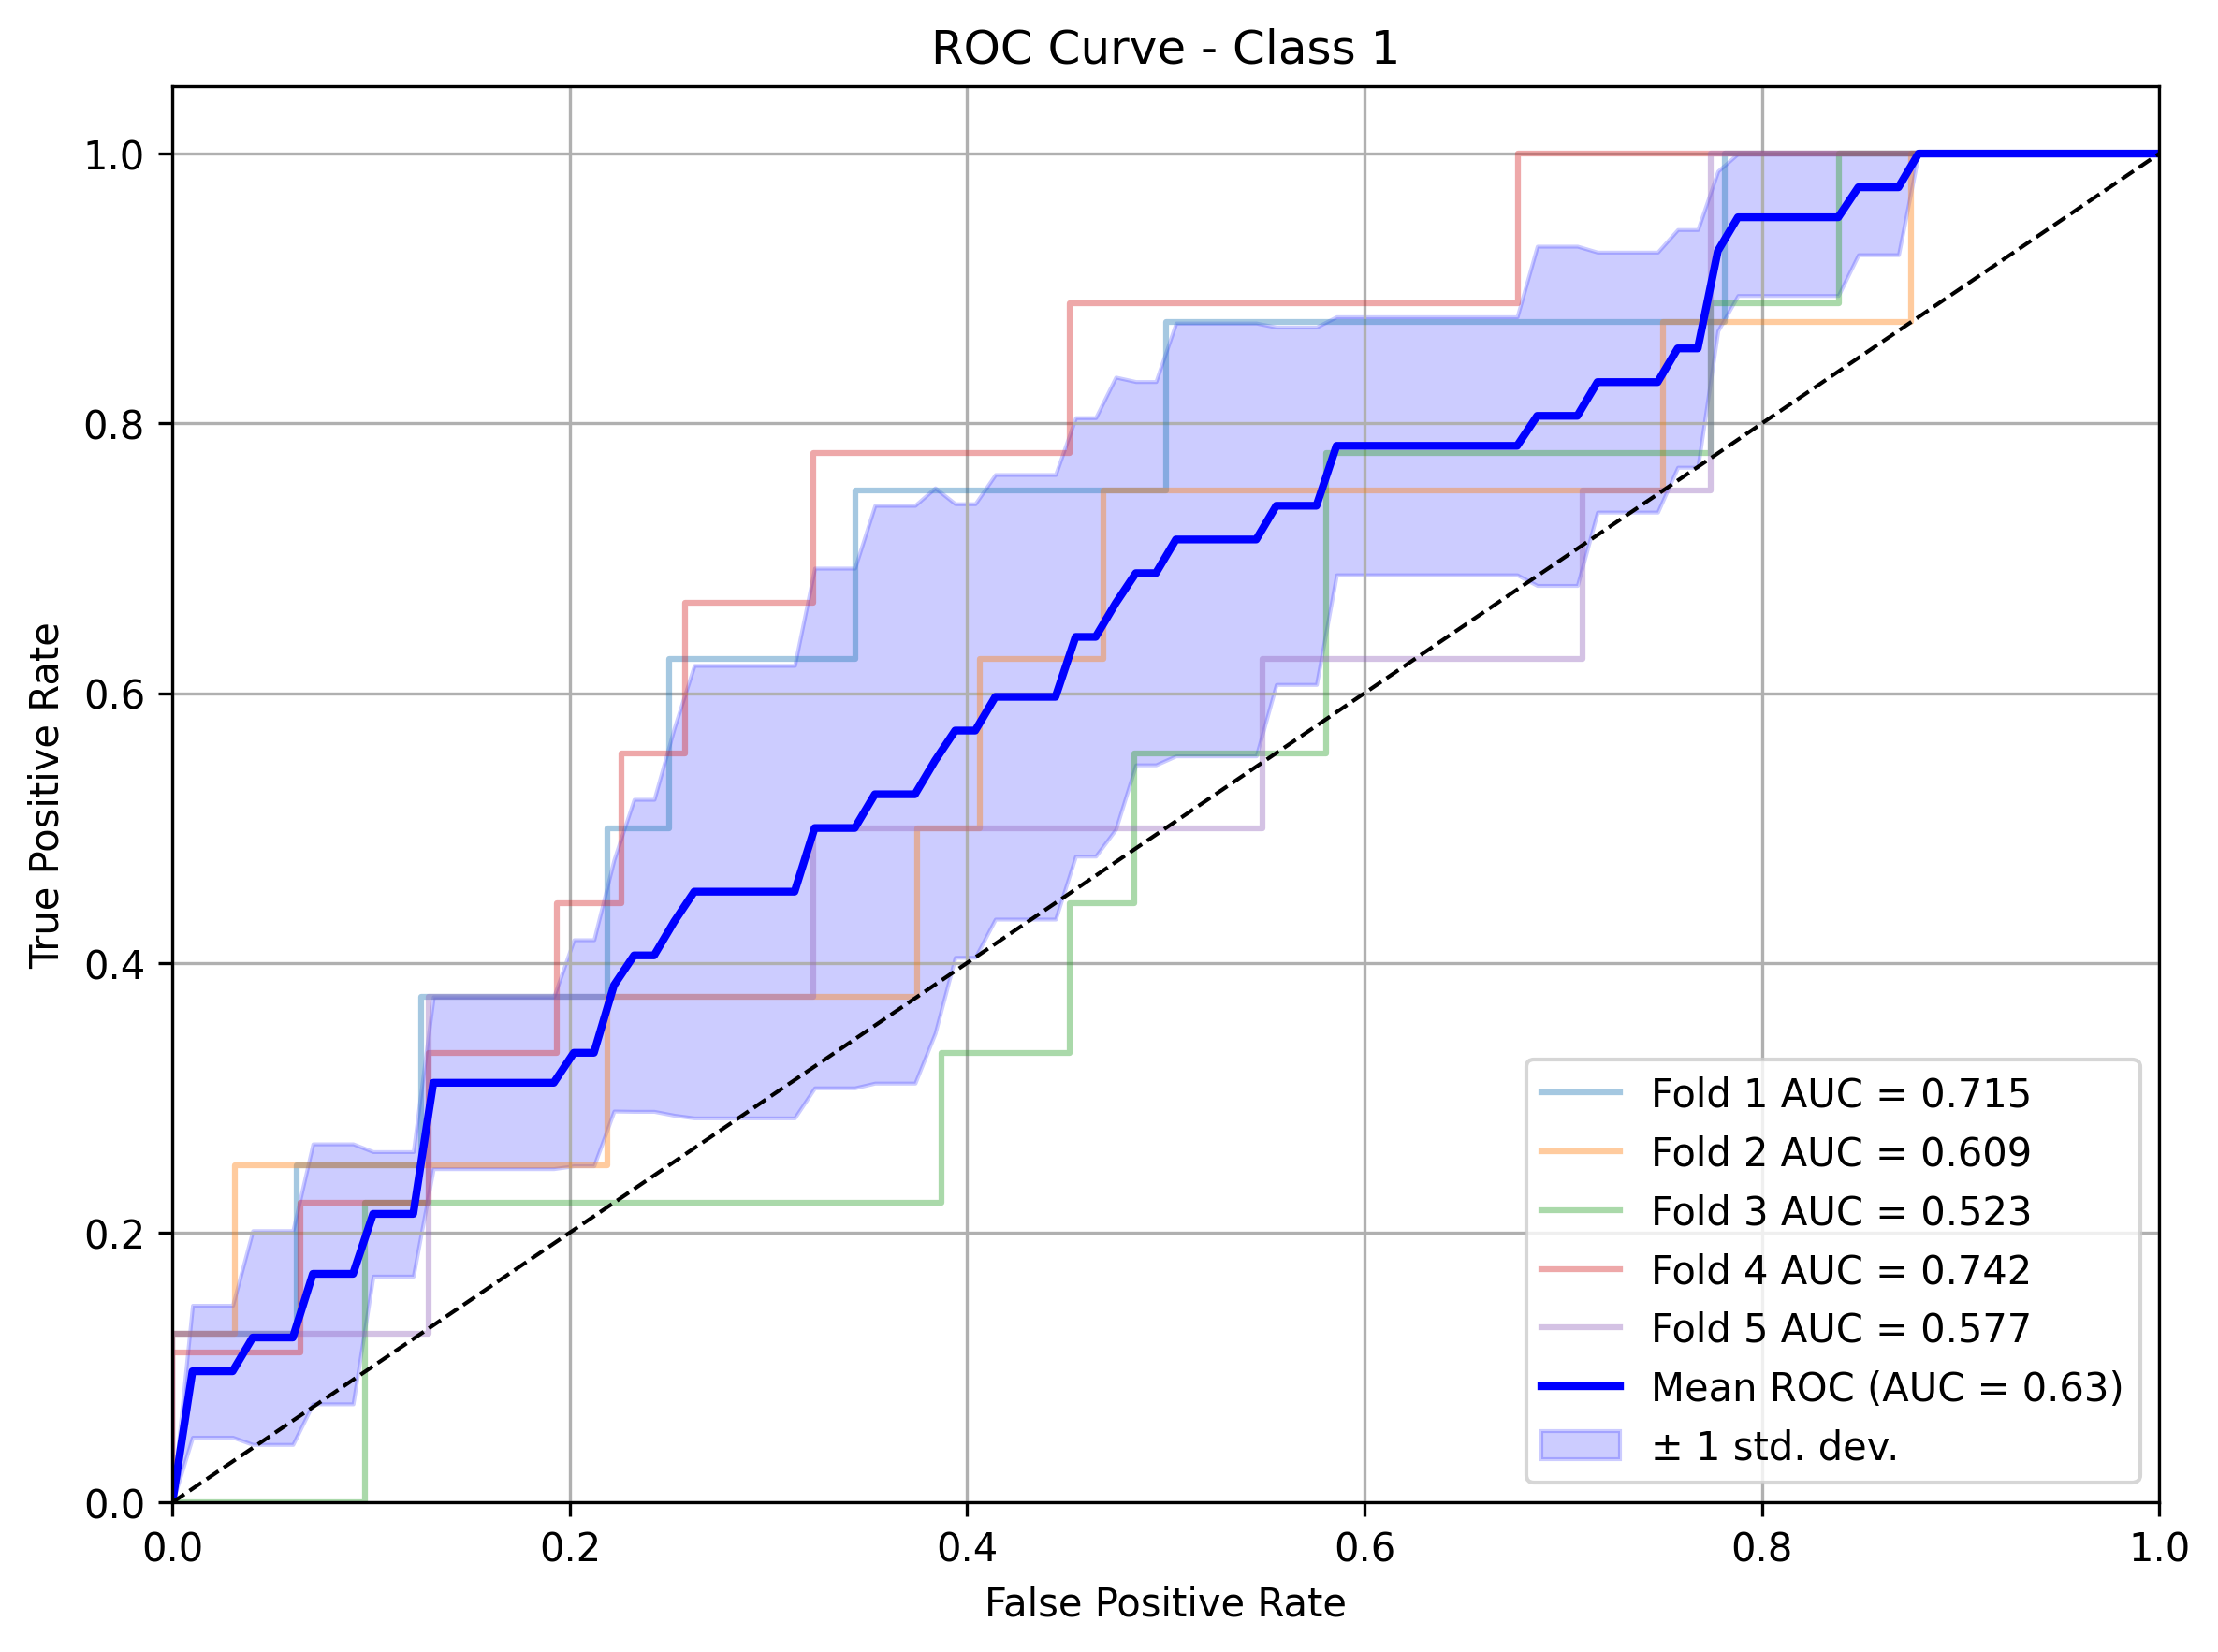 ROC Curve - Class 1
True Positive Rate
1.0
0.8
0.6
0.4
0.2
0.0
0.0 0.2 0.4 0.6 0.8 1.0
False Positive Rate
Fold 1 AUC = 0.715
Fold 2 AUC = 0.609
Fold 3 AUC = 0.523
Fold 4 AUC = 0.742
Fold 5 AUC = 0.577
Mean ROC (AUC = 0.63)
± 1 std. dev.